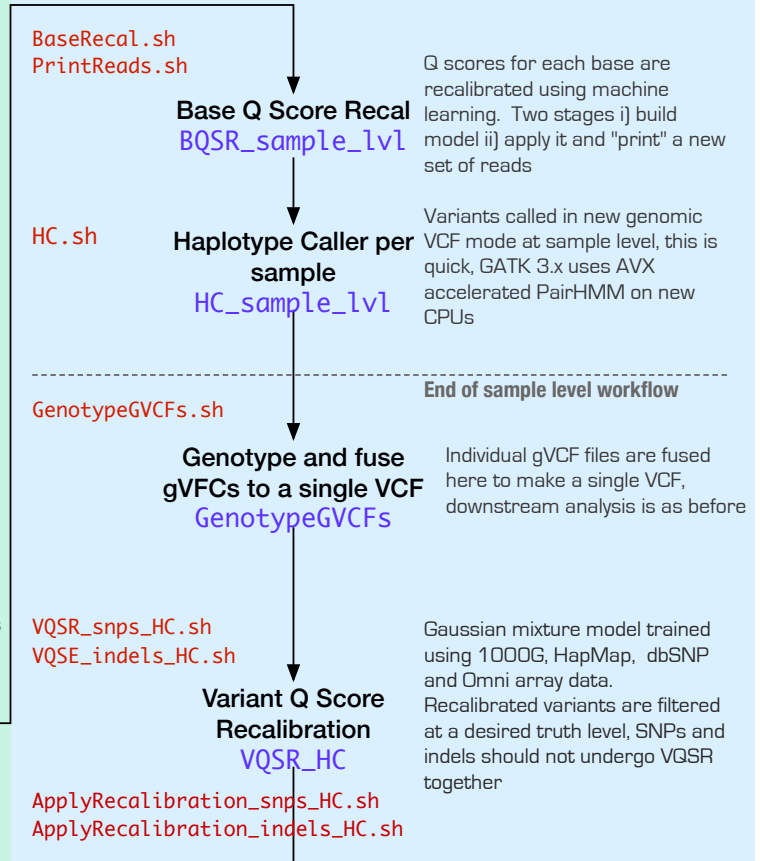 BaseRecal.sh
PrintReads.sh
Base Q Score Recal
BQSR_sample_lvl
Q scores for each base are
recalibrated using machine
learning. Two stages i) build
model ii) apply it and "print" a new
set of reads
HC.sh
Haplotype Caller per
sample
HC_sample_lvl
Variants called in new genomic
VCF mode at sample level, this is
quick, GATK 3.x uses AVX
accelerated PairHMM on new
CPUs
End of sample level workflow
GenotypeGVCFs.sh
Genotype and fuse
gVFCs to a single VCF
GenotypeGVCFs
Individual gVCF files are fused
here to make a single VCF,
downstream analysis is as before
s
VQSR_snps_HC.sh
VQSE_indels_HC.sh
Variant Q Score
Recalibration
VQSR_HC
Gaussian mixture model trained
using 1000G, HapMap, dbSNP
and Omni array data.
Recalibrated variants are filtered
at a desired truth level, SNPs and
indels should not undergo VQSR
together
ApplyRecalibration_snps_HC.sh
ApplyRecalibration_indels_HC.sh